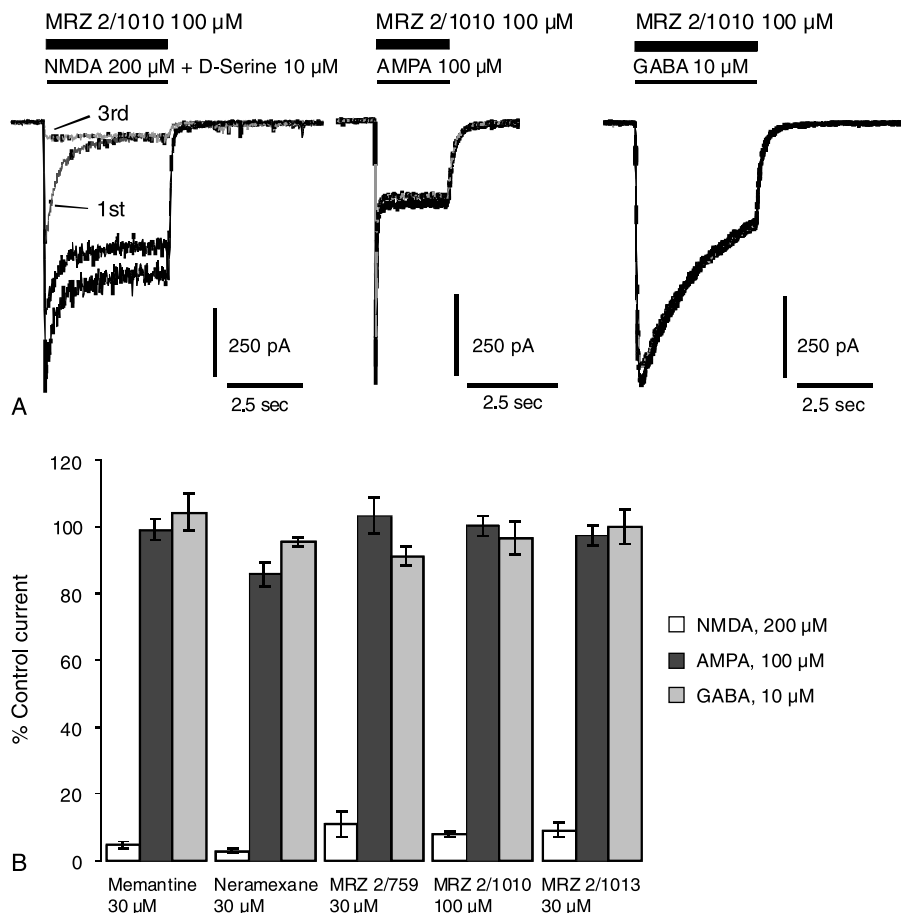 MRZ 2/1010 100 µM
NMDA 200 µM + D-Serine 10 µM
3rd
1st
250 pA
2.5 sec
MRZ 2/1010 100 µM
AMPA 100 µM
250 pA
2.5 sec
MRZ 2/1010 100 µM
GABA 10 µM
250 pA
2.5 sec
A
% Control current
120
100
80
60
40
20
0
NMDA, 200 µM
AMPA, 100 µM
GABA, 10 µM
B
Memantine
30 µM
Neramexane
30 µM
MRZ 2/759
30 µM
MRZ 2/1010
100 µM
MRZ 2/1013
30 µM